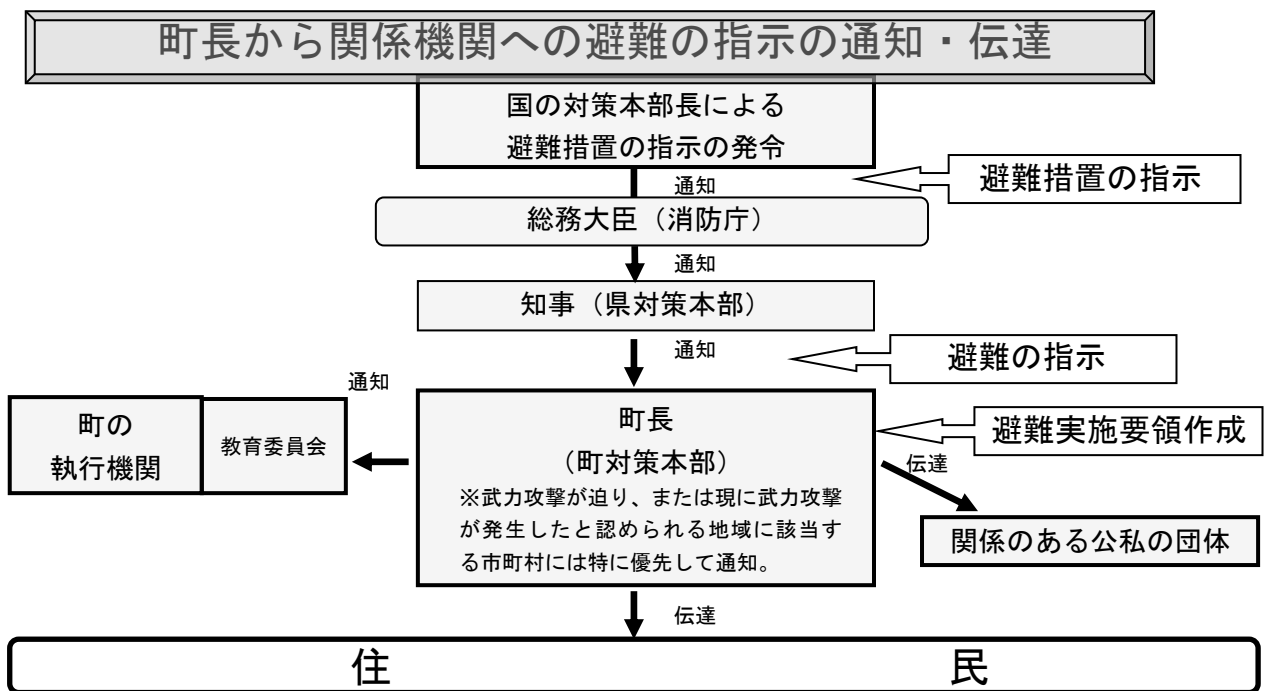 町長から関係機関への避難の指示の通知・伝達
国の対策本部長による
避難措置の指示の発令
通知
避難措置の指示
総務大臣（消防庁）
通知
知事（県対策本部）
通知
避難の指示
通知
町の
執行機関
教育委員会
町長
（町対策本部）
※武力攻撃が迫り、または現に武力攻撃
が発生したと認められる地域に該当す
る市町村には特に優先して通知。
避難実施要領作成
伝達
関係のある公私の団体
伝達
住 民